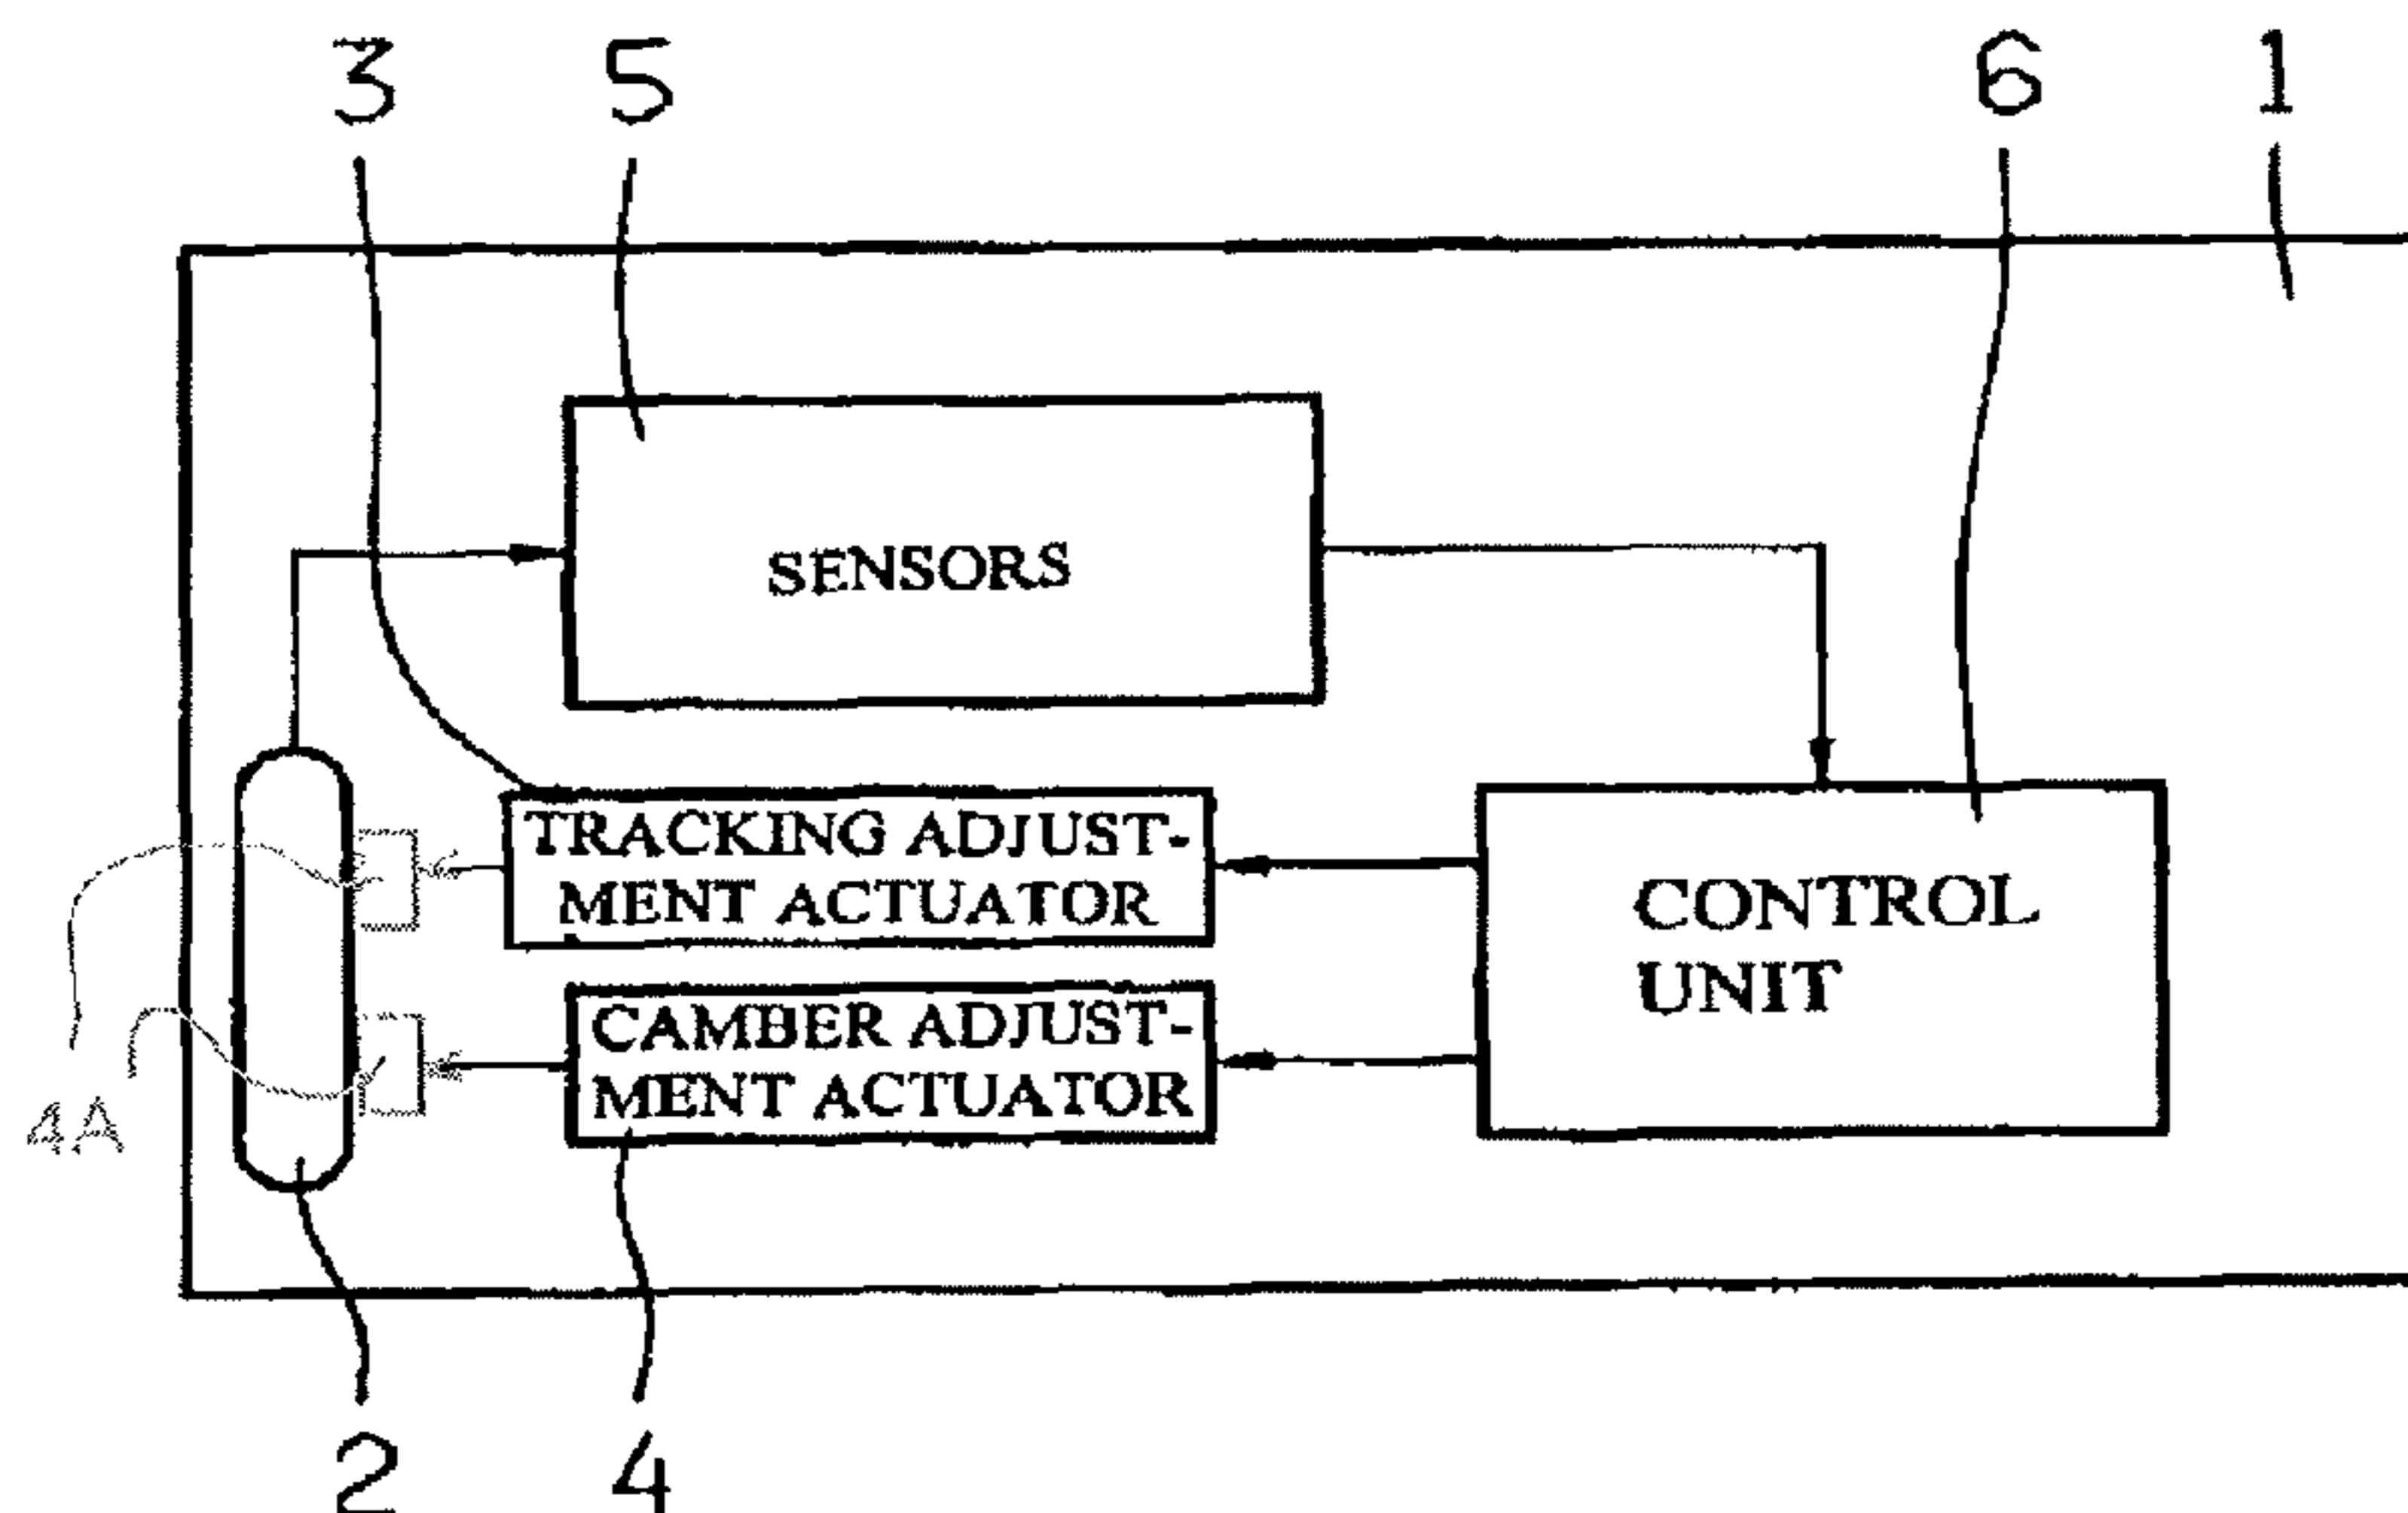 3 5 6 1
SENSORS
TRACKING ADJUST-
MENT ACTUATOR
CONTROL
UNIT
CAMBER ADJUST-
MENT ACTUATOR
4A
2 4